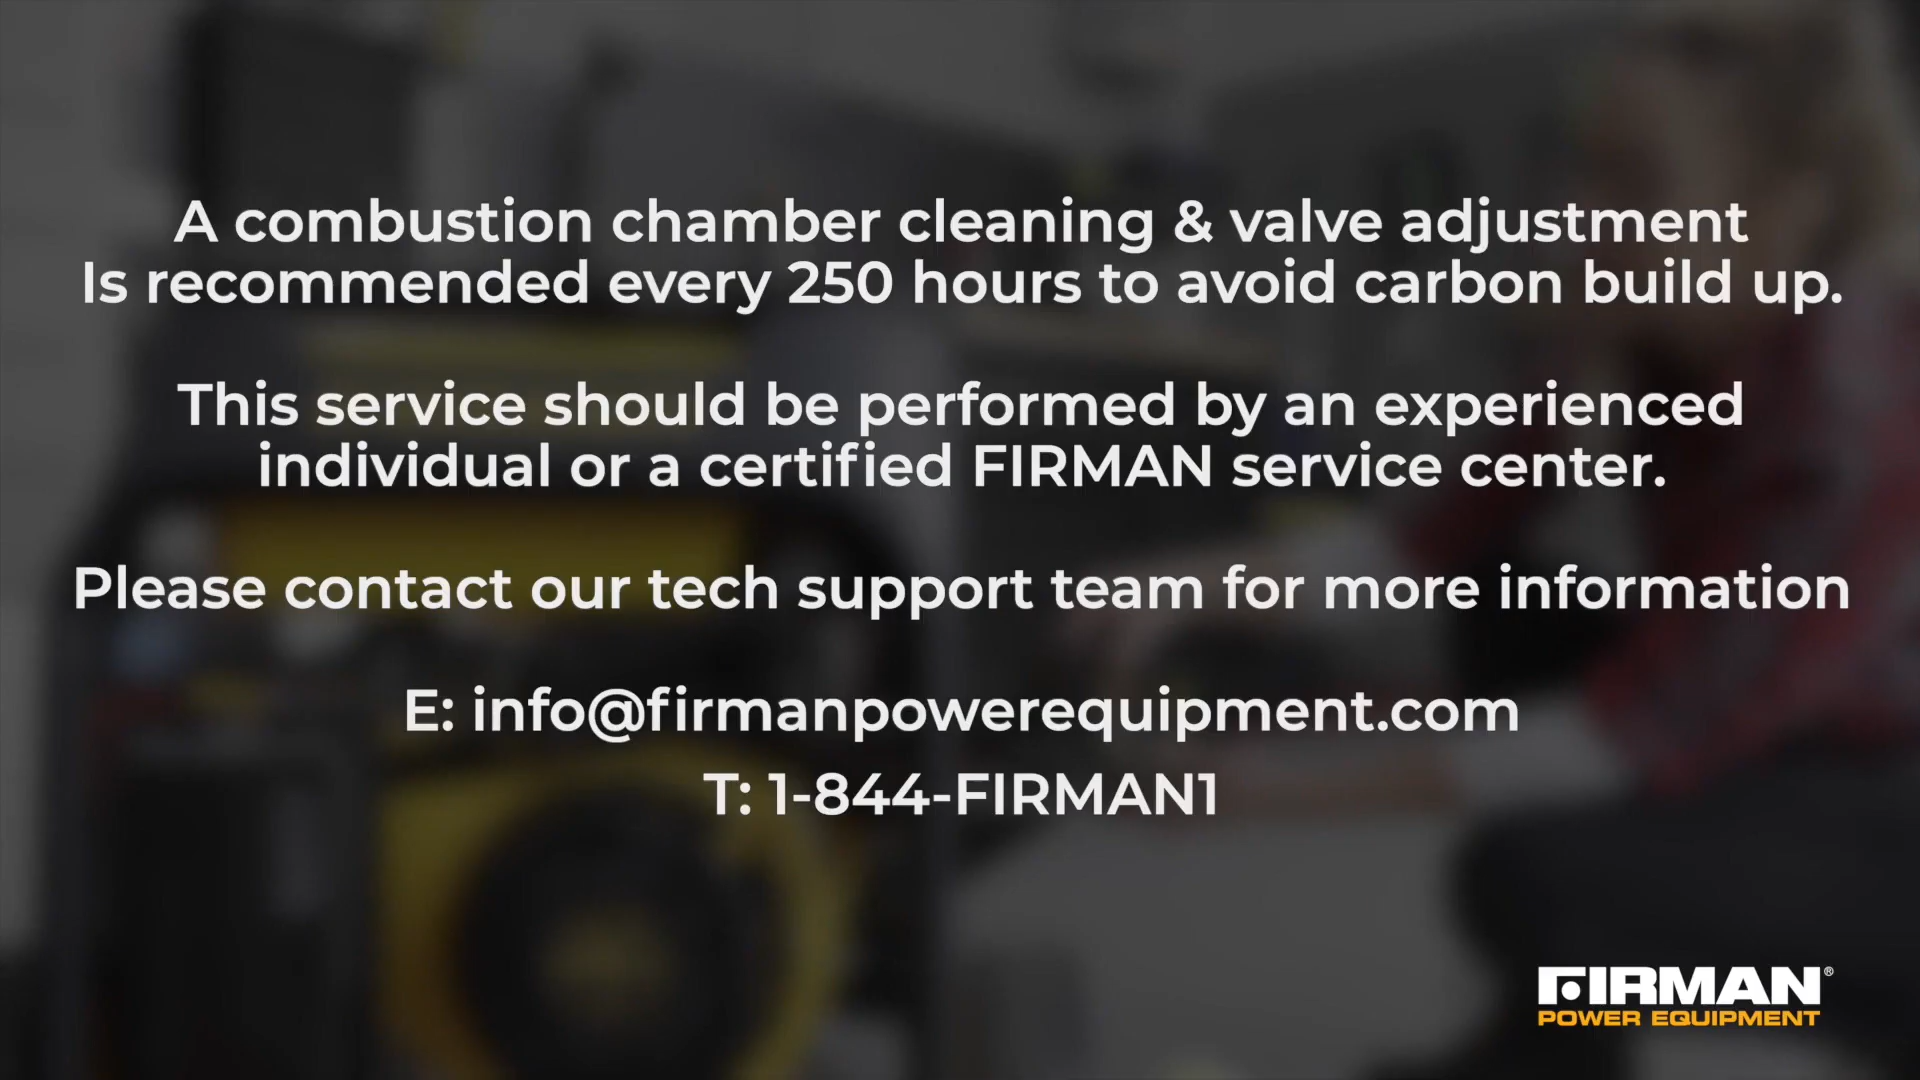 A combustion chamber cleaning & valve adjustment
Is recommended every 250 hours to avoid carbon build up.
This service should be performed by an experienced
individual or a certified FIRMAN service center.
Please contact our tech support team for more information
E: info@firmanpowerequipment.com
T: 1-844-FIRMAN1
FIRMAN®
POWER EQUIPMENT